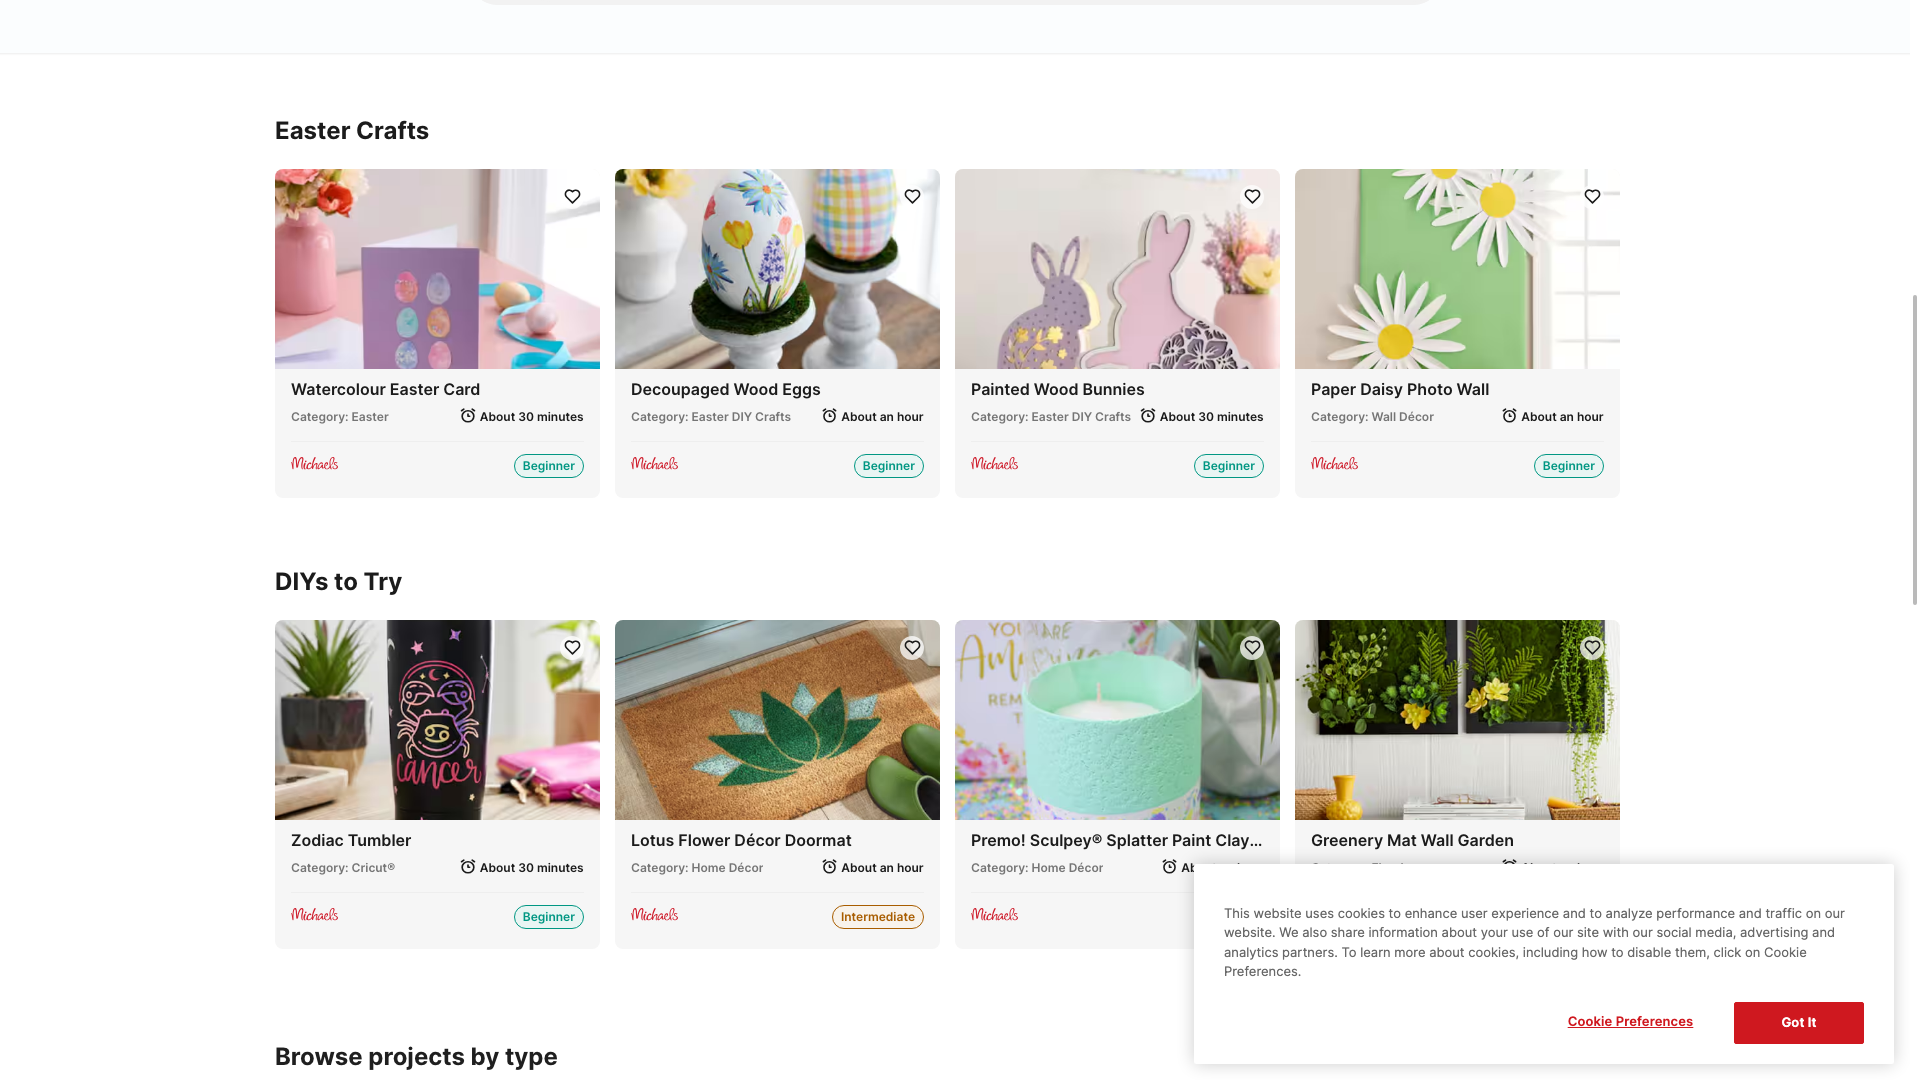 Easter Crafts
Watercolour Easter Card
Category: Easter
About 30 minutes
Michaels
Beginner
Decoupaged Wood Eggs
Category: Easter DIY Crafts
About an hour
Michaels
Beginner
Painted Wood Bunnies
Category: Easter DIY Crafts
About 30 minutes
Michaels
Beginner
Paper Daisy Photo Wall
Category: Wall Décor
About an hour
Michaels
Beginner
DIYs to Try
cancer
Zodiac Tumbler
Category: Cricut®
About 30 minutes
Michaels
Beginner
Lotus Flower Décor Doormat
Category: Home Décor
About an hour
Michaels
Intermediate
Premo! Sculpey® Splatter Paint Clay...
Category: Home Décor
Michaels
Greenery Mat Wall Garden
This website uses cookies to enhance user experience and to analyze performance and traffic on our
website. We also share information about your use of our site with our social media, advertising and
analytics partners. To learn more about cookies, including how to disable them, click on Cookie
Preferences.
Cookie Preferences
Got It
Browse projects by type